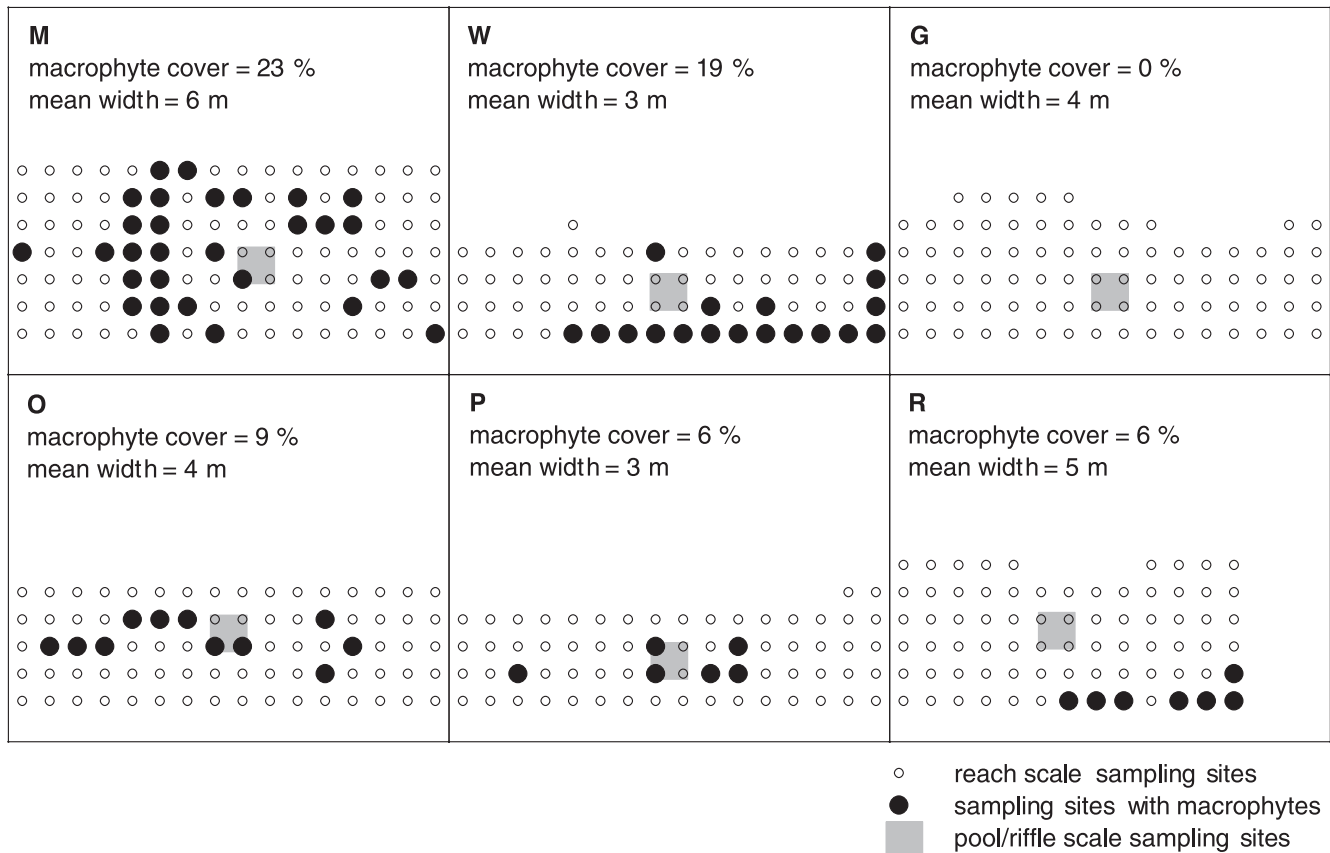 M
macrophyte cover = 23 %
mean width = 6 m
W
macrophyte cover = 19 %
mean width = 3 m
G
macrophyte cover = 0 %
mean width = 4 m
O
macrophyte cover = 9 %
mean width = 4 m
P
macrophyte cover = 6 %
mean width = 3 m
R
macrophyte cover = 6 %
mean width = 5 m
reach scale sampling sites
sampling sites with macrophytes
pool/riffle scale sampling sites